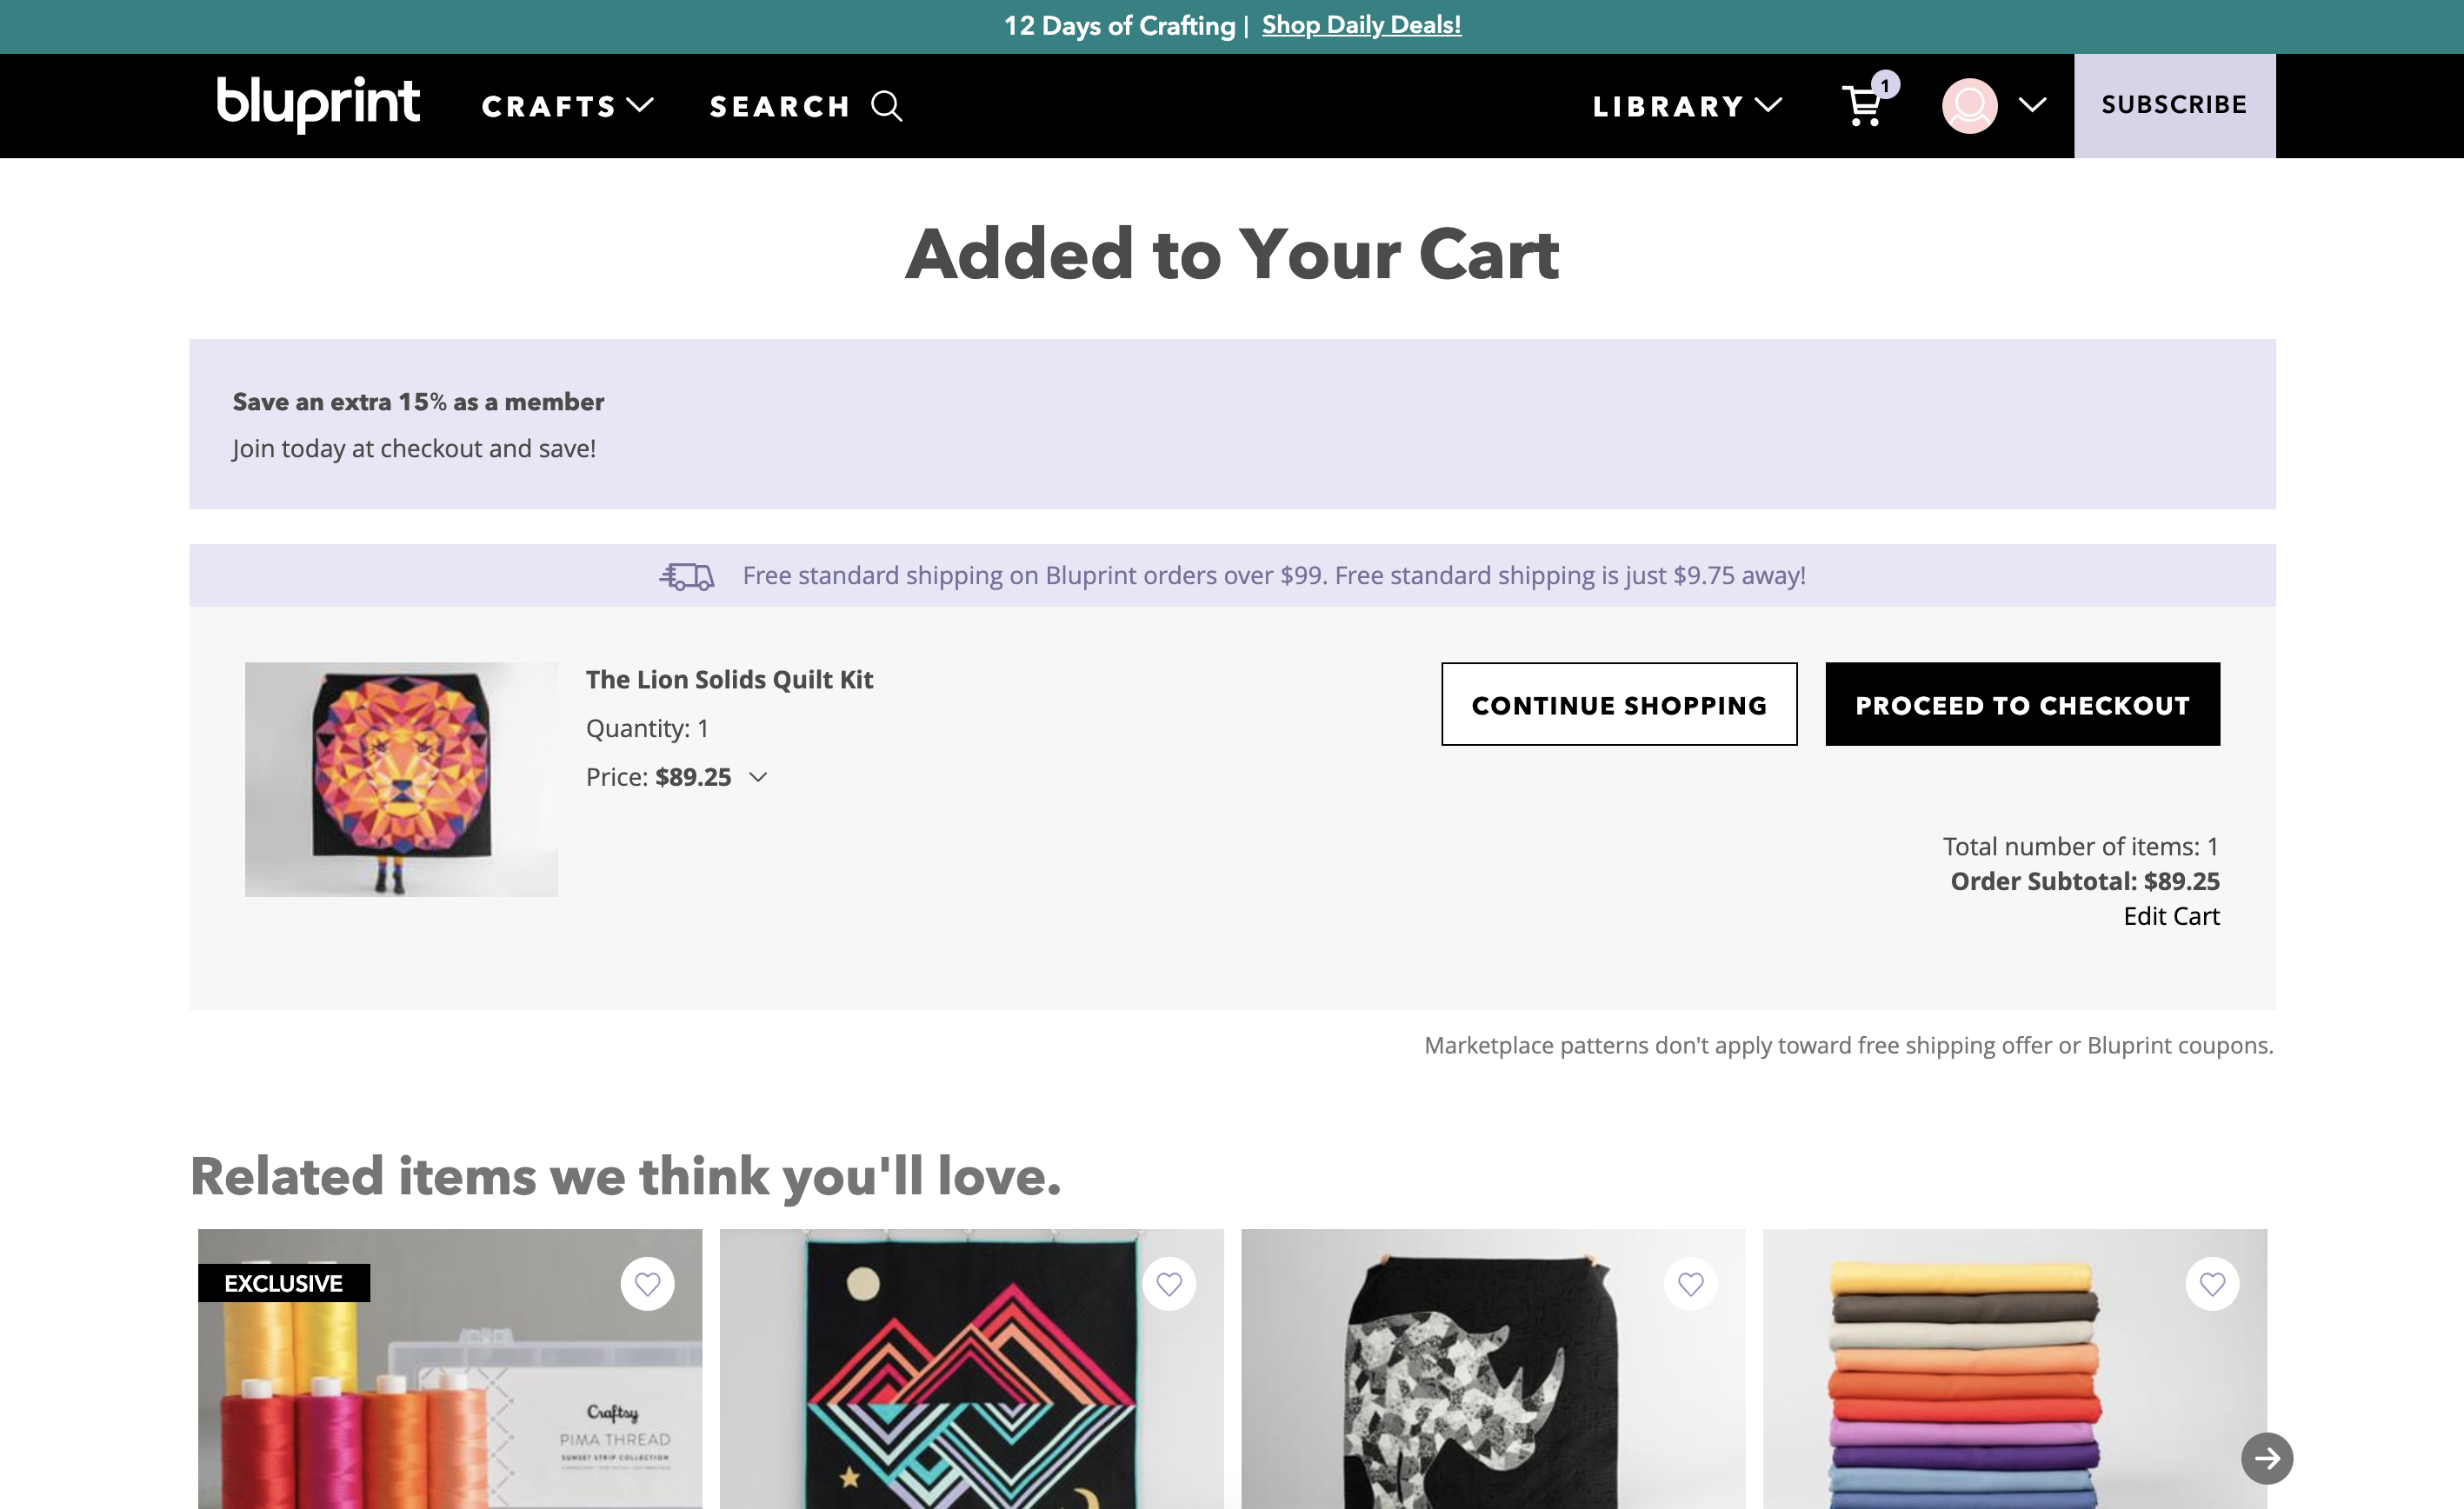 12 Days of Crafting | Shop Daily Deals!
bluprint CRAFTS SEARCH LIBRARY 1 SUBSCRIBE
Added to Your Cart
Save an extra 15% as a member
Join today at checkout and save!
Free standard shipping on Bluprint orders over $99. Free standard shipping is just $9.75 away!
The Lion Solids Quilt Kit
Quantity: 1
Price: $89.25
CONTINUE SHOPPING PROCEED TO CHECKOUT
Total number of items: 1
Order Subtotal: $89.25
Edit Cart
Marketplace patterns don't apply toward free shipping offer or Bluprint coupons.
Related items we think you'll love.
EXCLUSIVE
Craftsy
PIMA THREAD
SUNSET STRIP COLLECTION